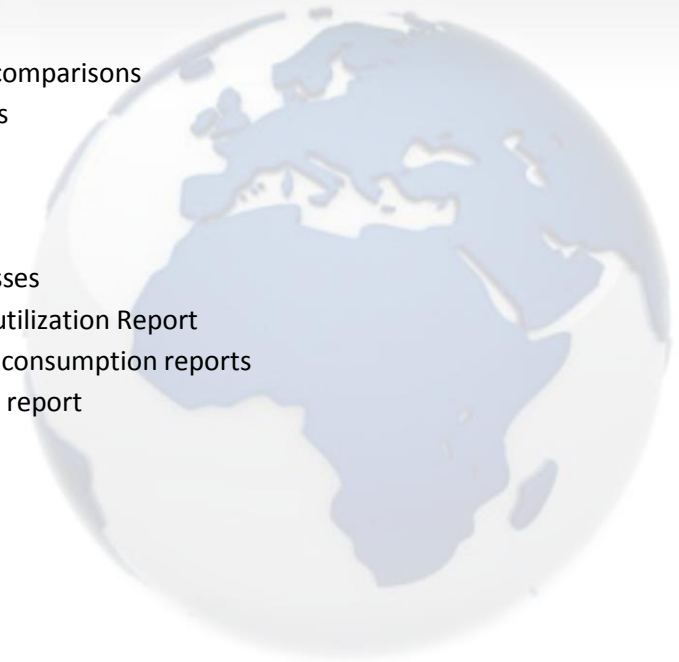 comparisons
s
sses
utilization Report
consumption reports
report